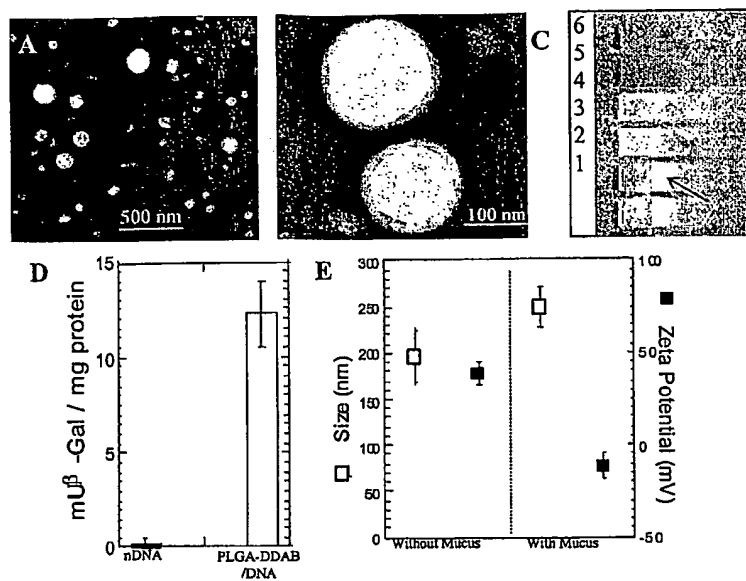 A
500 nm
100 nm
C
6
5
4
3
2
1
D
15
10
5
0
mUβ -Gal / mg protein
nDNA
PLGA-DDAB
/DNA
E
300
250
200
150
100
50
0
□ Size (nm)
Without Mucus
With Mucus
100
50
0
-50
■ Zeta Potential (mV)